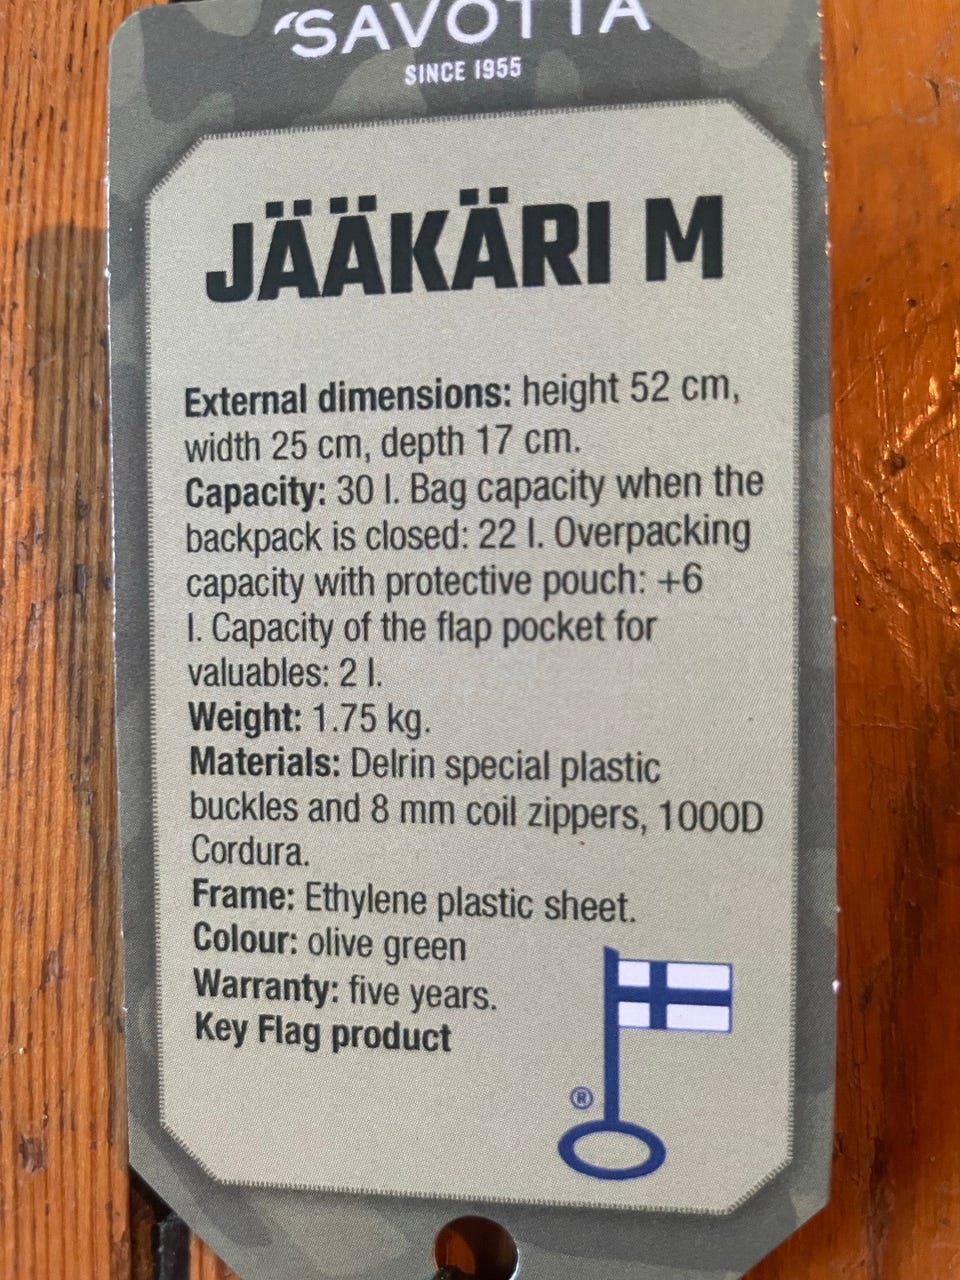 SAVOTTA
SINCE 1955
JÄÄKÄRI M
External dimensions: height 52 cm,
width 25 cm, depth 17 cm.
Capacity: 30 l. Bag capacity when the
backpack is closed: 22 l. Overpacking
capacity with protective pouch: +6
l. Capacity of the flap pocket for
valuables: 2 l.
Weight: 1.75 kg.
Materials: Delrin special plastic
buckles and 8 mm coil zippers, 1000D
Cordura.
Frame: Ethylene plastic sheet.
Colour: olive green
Warranty: five years.
Key Flag product
®